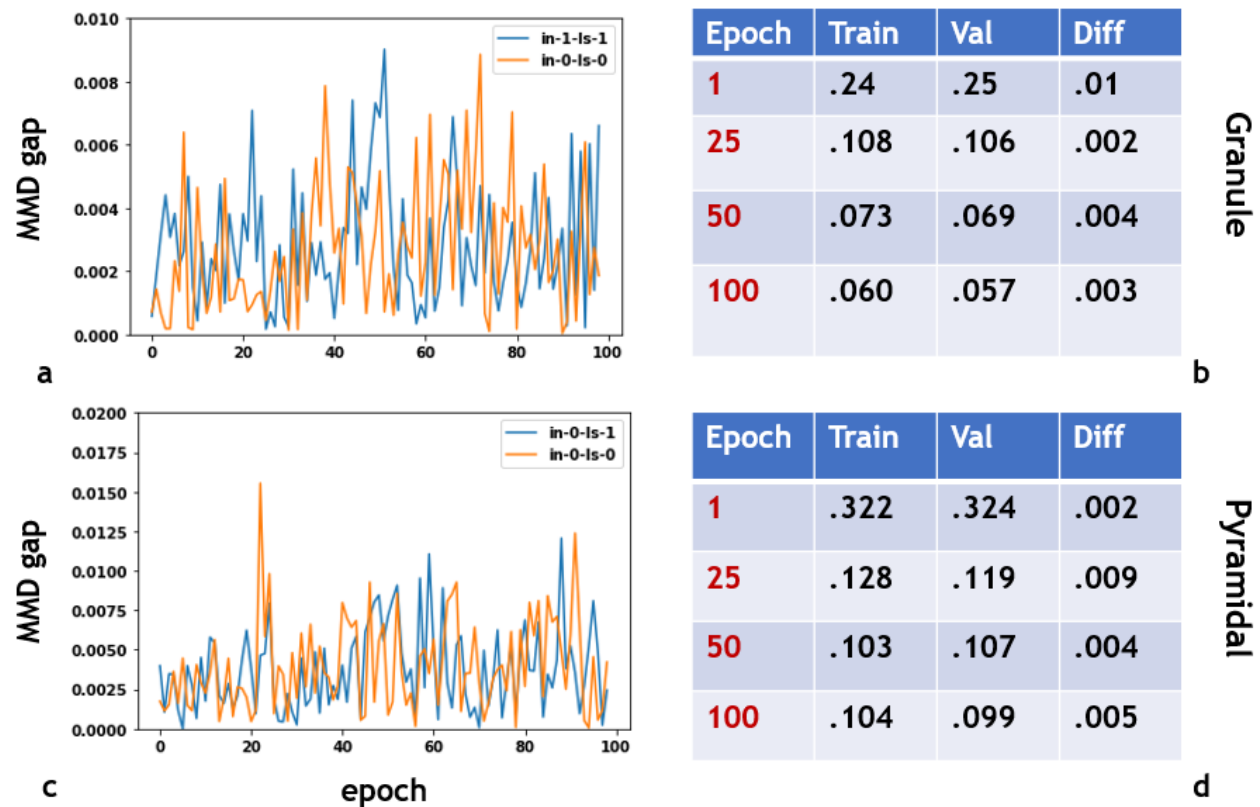 0.010
0.008
0.006
0.004
0.002
0.000
MMD gap
in-1-ls-1
in-0-ls-0
0 20 40 60 80 100
a
Epoch Train Val Diff
1 .24 .25 .01
25 .108 .106 .002
50 .073 .069 .004
100 .060 .057 .003
Granule
b
0.0200
0.0175
0.0150
0.0125
0.0100
0.0075
0.0050
0.0025
0.0000
MMD gap
in-0-ls-1
in-0-ls-0
0 20 40 60 80 100
c
epoch
Epoch Train Val Diff
1 .322 .324 .002
25 .128 .119 .009
50 .103 .107 .004
100 .104 .099 .005
Pyramidal
d